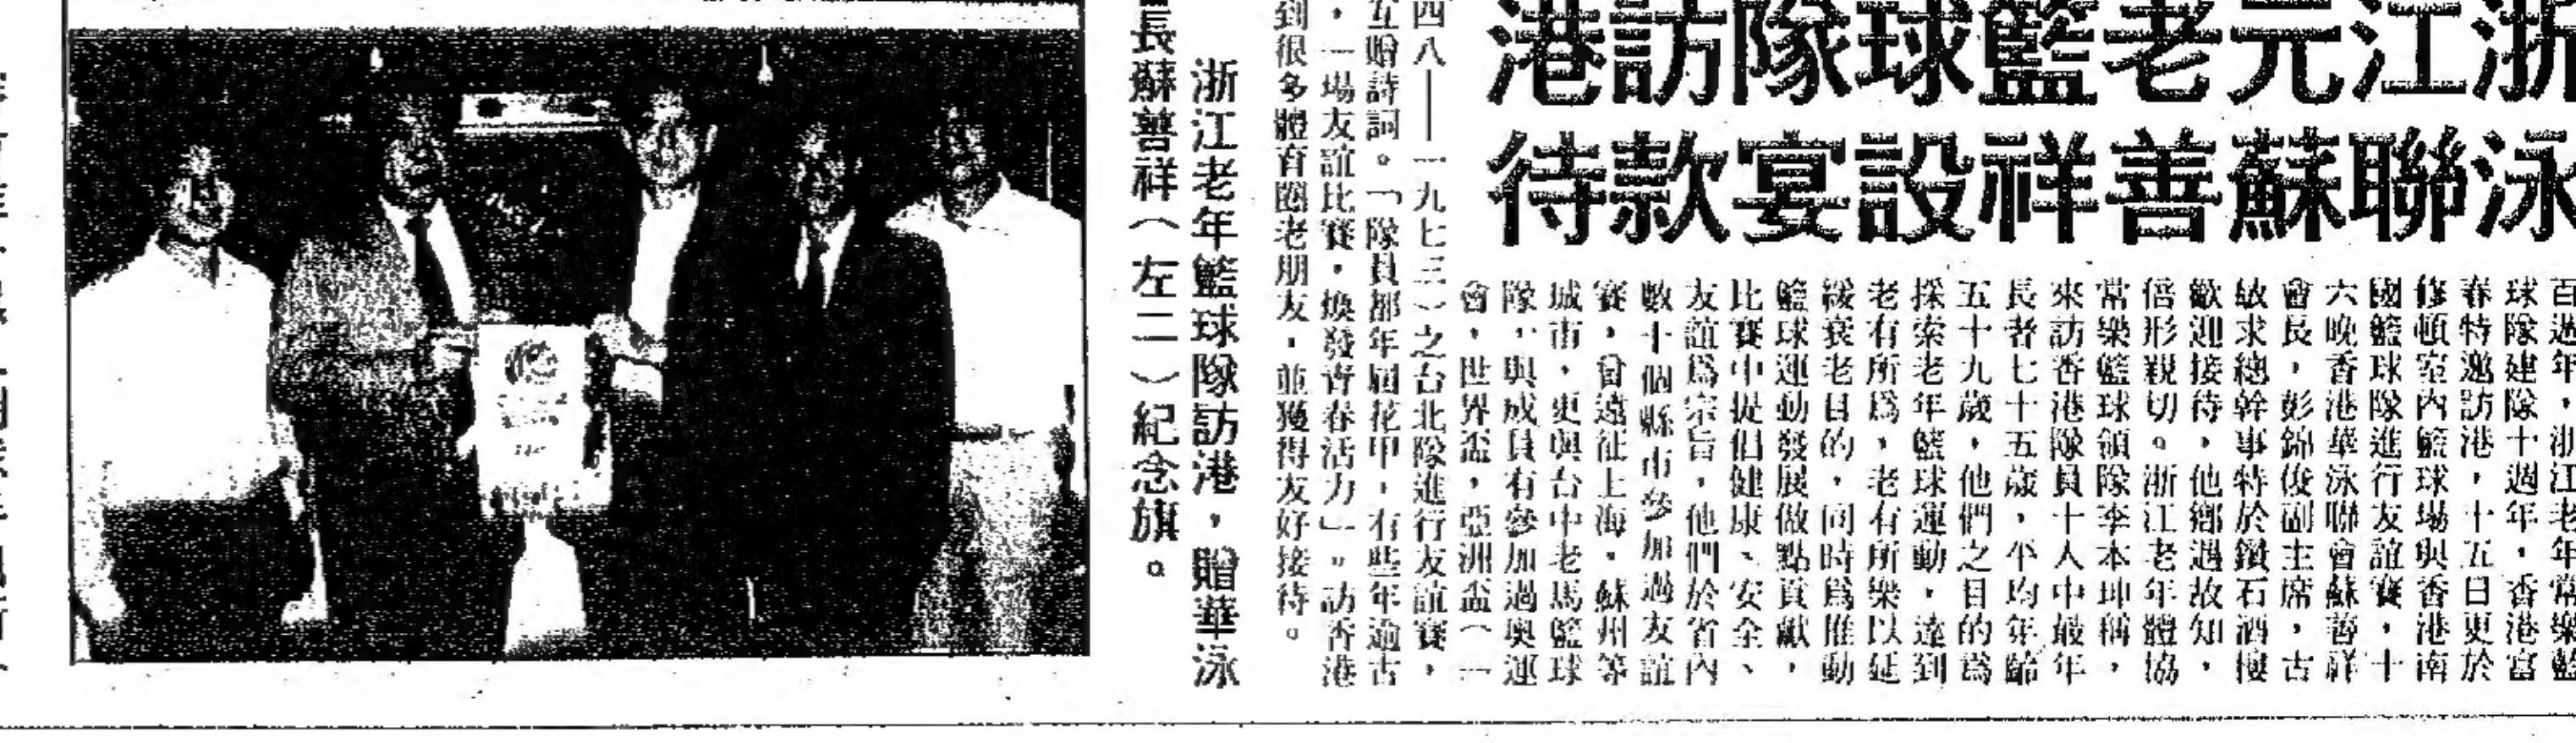 浙江元老籃球隊訪港
泳聯蘇善祥設宴款待
百週年，浙江老年常樂籃
球隊建隊十週年，香港富
春特邀訪港，十五日更於
修頓室內籃球場與香港南
國籃球隊進行友誼賽，十
六晚香港華泳聯會蘇善祥
會長，彭錦俊副主席，古
敏求總幹事特於鑽石酒樓
歡迎接待，他鄉遇故知，
倍形親切。浙江老年體協
常樂籃球領隊李本坤稱，
來訪香港隊員十人中最年
長者七十五歲，平均年齡
五十九歲，他們之目的爲
採索老年籃球運動，達到
老有所爲，老有所樂以延
緩衰老目的，同時爲推動
籃球運動發展做點貢獻，
比賽中提倡健康、安全、
友誼爲宗旨，他們於省內
數十個縣市參加過友誼
賽，曾遠征上海，蘇州等
城市，更與台中老馬籃球
隊，與成員有參加過奧運
會，世界盃，亞洲盃（一
四八——一九七三）之台北隊進行友誼賽，
互贈詩詞。「隊員都年屆花甲，有些年逾古
，一場友誼比賽，煥發青春活力」。訪香港
到很多體育圈老朋友，並獲得友好接待。
浙江老年籃球隊訪港，贈華泳
長蘇善祥（左二）紀念旗。